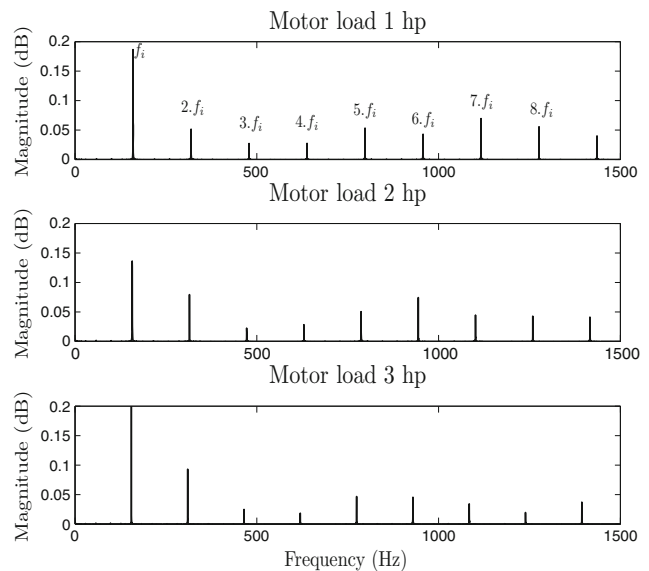 Motor load 1 hp
Magnitude (dB)
0.2
0.15
0.1
0.05
0
f_i
2.f_i
3.f_i
4.f_i
5.f_i
6.f_i
7.f_i
8.f_i
0 500 1000 1500
Motor load 2 hp
Magnitude (dB)
0.2
0.15
0.1
0.05
0
0 500 1000 1500
Motor load 3 hp
Magnitude (dB)
0.2
0.15
0.1
0.05
0
0 500 1000 1500
Frequency (Hz)